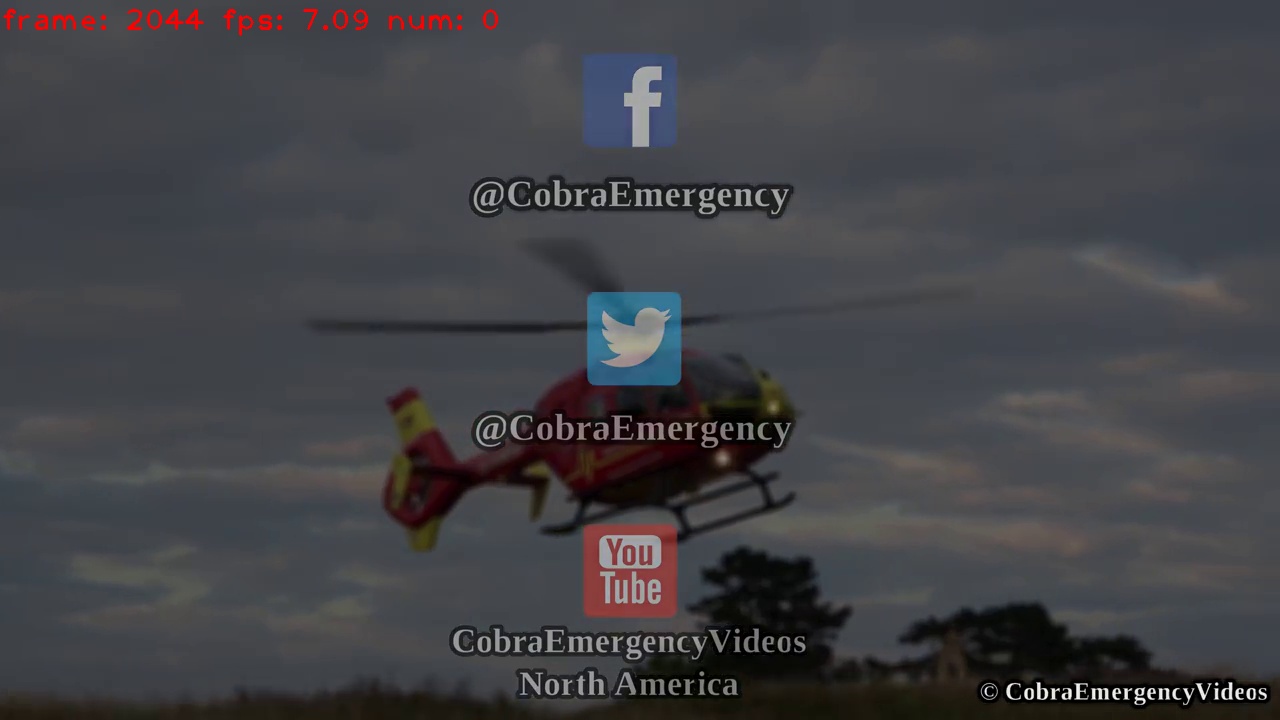 frame: 2044 fps: 7.09 num: 0
f
@CobraEmergency
@CobraEmergency
You
Tube
CobraEmergencyVideos
North America
© CobraEmergencyVideos